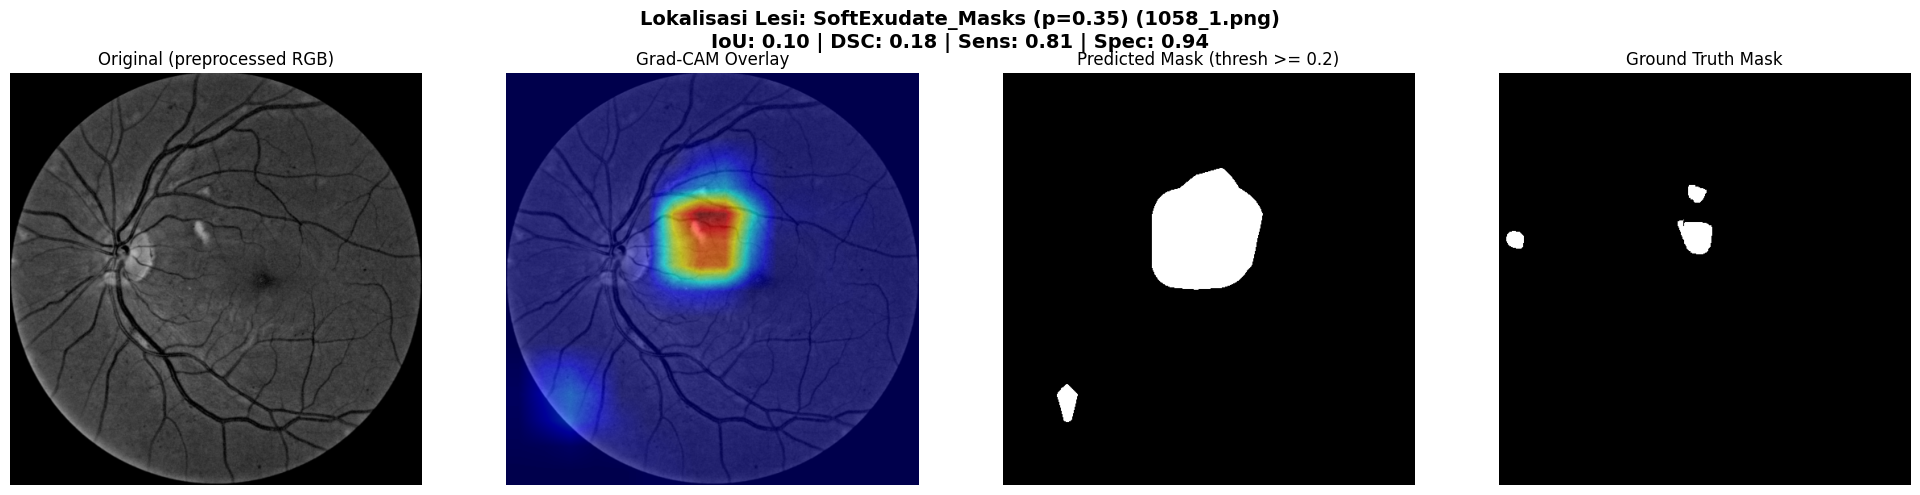 Lokalisasi Lesi: SoftExudate_Masks (p=0.35) (1058_1.png)
IoU: 0.10 | DSC: 0.18 | Sens: 0.81 | Spec: 0.94
Original (preprocessed RGB)
Grad-CAM Overlay
Predicted Mask (thresh >= 0.2)
Ground Truth Mask